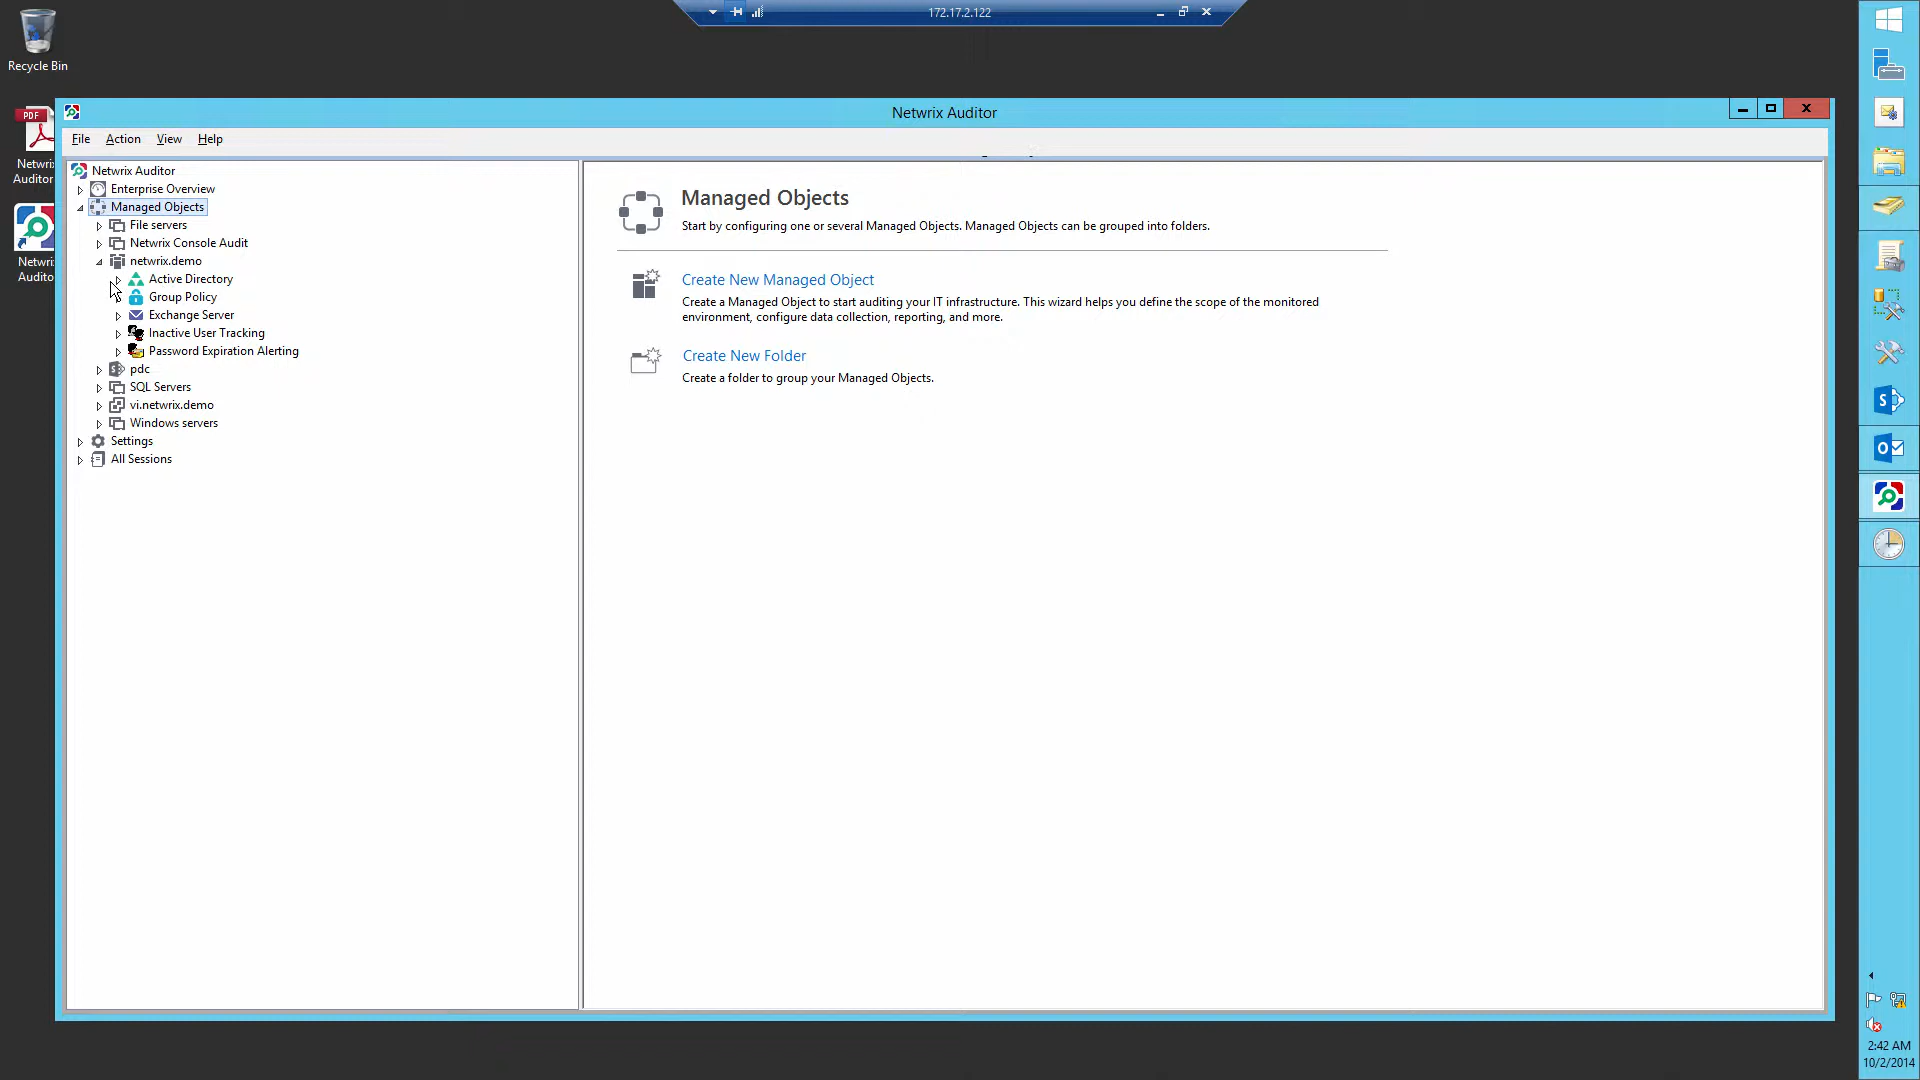 172.17.2.122
Recycle Bin
PDF
Netwrix Auditor
Netwri
Auditor
File Action View Help
Netwrix Auditor
Enterprise Overview
Managed Objects
File servers
Netwrix Console Audit
netwrix.demo
Active Directory
Group Policy
Exchange Server
Inactive User Tracking
Password Expiration Alerting
pdc
SQL Servers
vi.netwrix.demo
Windows servers
Settings
All Sessions
Netwri
Audito
Managed Objects
Start by configuring one or several Managed Objects. Managed Objects can be grouped into folders.
Create New Managed Object
Create a Managed Object to start auditing your IT infrastructure. This wizard helps you define the scope of the monitored
environment, configure data collection, reporting, and more.
Create New Folder
Create a folder to group your Managed Objects.
2:42 AM
10/2/2014